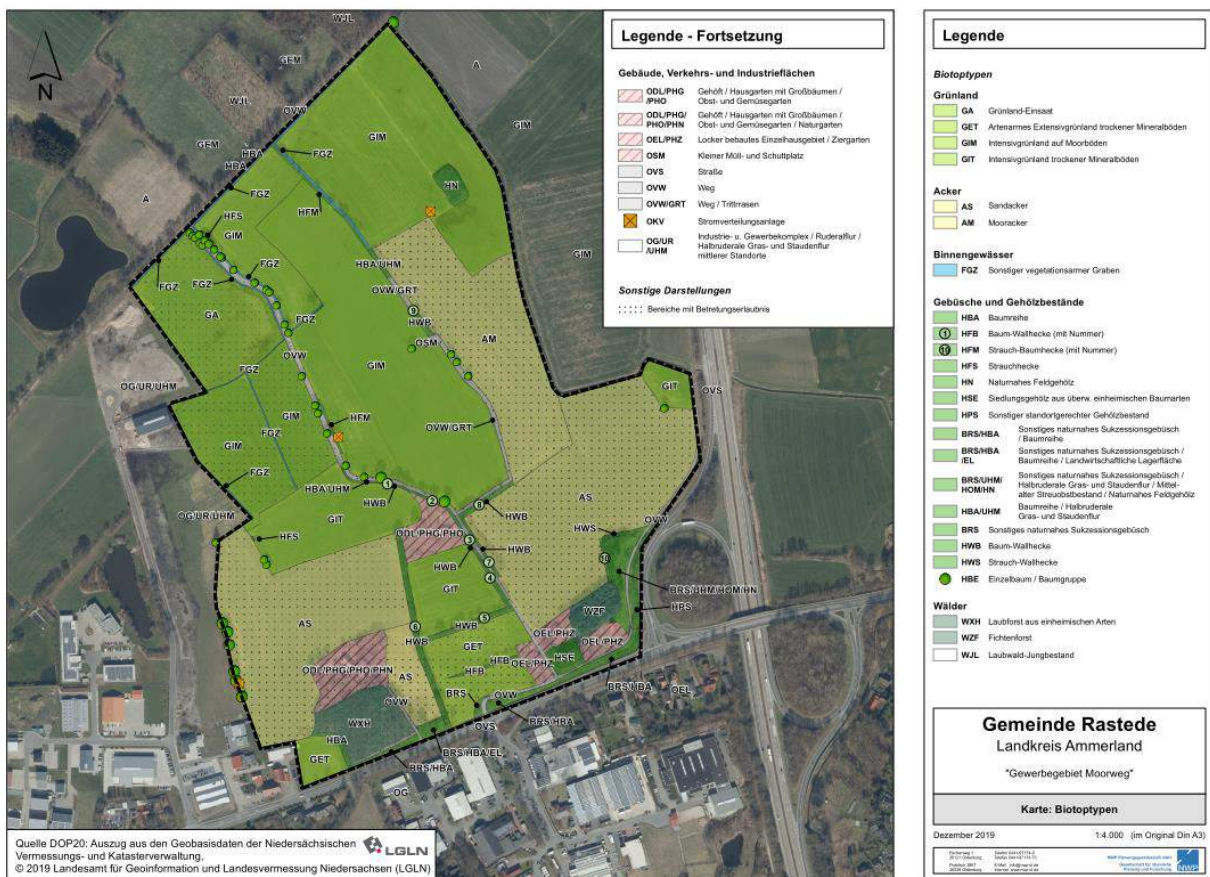 WJL
GEM
A
WJL
OVW
GIM
GIM
GEM
HBA
HBA
FGZ
FGZ
HN
A
HFM
HFS
GIM
GIM
FGZ
FGZ
FGZ
HBA/UHM
GA
OVW/GRT
FGZ
9
HWB
AM
OVW
OSM
FGZ
GIM
OG/UR/UHM
GIT
OVS
GIM
HFM
FGZ
OVW/GRT
GIM
FGZ
HBA/UHM
1
HWB
2
AS
8
HWB
OG/UR/UHM
GIT
HWS
OVW
HFS
ODL/PHG/PHO
3
HWB
HWB
7
4
10
BRS/UHM/HOM/HN
GIT
HPS
WZF
AS
5
HWB
6
HWB
OEL/PHZ
OEL/PHZ
GET
HFB
OEL/PHZ
HSE
HFB
ODL/PHG/PHO/PHN
AS
BRS/HBA
OEL
OVW
BRS
OVW
WXH
BRS/HBA
OVS
HBA
BRS/HBA/EL
GET
BRS/HBA
OG
N
Quelle DOP20: Auszug aus den Geobasisdaten der Niedersächsischen
Vermessungs- und Katasterverwaltung,
© 2019 Landesamt für Geoinformation und Landesvermessung Niedersachsen (LGLN)
LGLN
Legende - Fortsetzung
Gebäude, Verkehrs- und Industrieflächen
ODL/PHG Gehöft / Hausgarten mit Großbäumen /
/PHO Obst- und Gemüsegarten
ODL/PHG/ Gehöft / Hausgarten mit Großbäumen /
PHO/PHN Obst- und Gemüsegarten / Naturgarten
OEL/PHZ Locker bebautes Einzelhausgebiet / Ziergarten
OSM Kleiner Müll- und Schuttplatz
OVS Straße
OVW Weg
OVW/GRT Weg / Trittrrasen
OKV Stromverteilungsanlage
OG/UR Industrie- u. Gewerbekomplex / Ruderalflur /
/UHM Halbruderale Gras- und Staudenflur
mittlerer Standorte
Sonstige Darstellungen
Bereiche mit Betretungserlaubnis
Legende
Biotoptypen
Grünland
GA Grünland-Einsaat
GET Artenarmes Extensivgrünland trockener Mineralböden
GIM Intensivgrünland auf Moorböden
GIT Intensivgrünland trockener Mineralböden
Acker
AS Sandacker
AM Mooracker
Binnengewässer
FGZ Sonstiger vegetationsarmer Graben
Gebüsche und Gehölzbestände
HBA Baumreihe
1 HFB Baum-Wallhecke (mit Nummer)
10 HFM Strauch-Baumhecke (mit Nummer)
HFS Strauchhecke
HN Naturnahes Feldgehölz
HSE Siedlungsgehölz aus überw. einheimischen Baumarten
HPS Sonstiger standortgerechter Gehölzbestand
BRS/HBA Sonstiges naturnahes Sukzessionsgebüsch
/ Baumreihe
BRS/HBA Sonstiges naturnahes Sukzessionsgebüsch /
/EL Baumreihe / Landwirtschaftliche Lagerfläche
BRS/UHM/ Sonstiges naturnahes Sukzessionsgebüsch /
HOM/HN Halbruderale Gras- und Staudenflur / Mittel-
alter Streuobstbestand / Naturnahes Feldgehölz
HBA/UHM Baumreihe / Halbruderale
Gras- und Staudenflur
BRS Sonstiges naturnahes Sukzessionsgebüsch
HWB Baum-Wallhecke
HWS Strauch-Wallhecke
HBE Einzelbaum / Baumgruppe
Wälder
WXH Laubforst aus einheimischen Arten
WZF Fichtenforst
WJL Laubwald-Jungbestand
Gemeinde Rastede
Landkreis Ammerland
"Gewerbegebiet Moorweg"
Karte: Biotoptypen
Dezember 2019 1:4.000 (im Original Din A3)
NWP